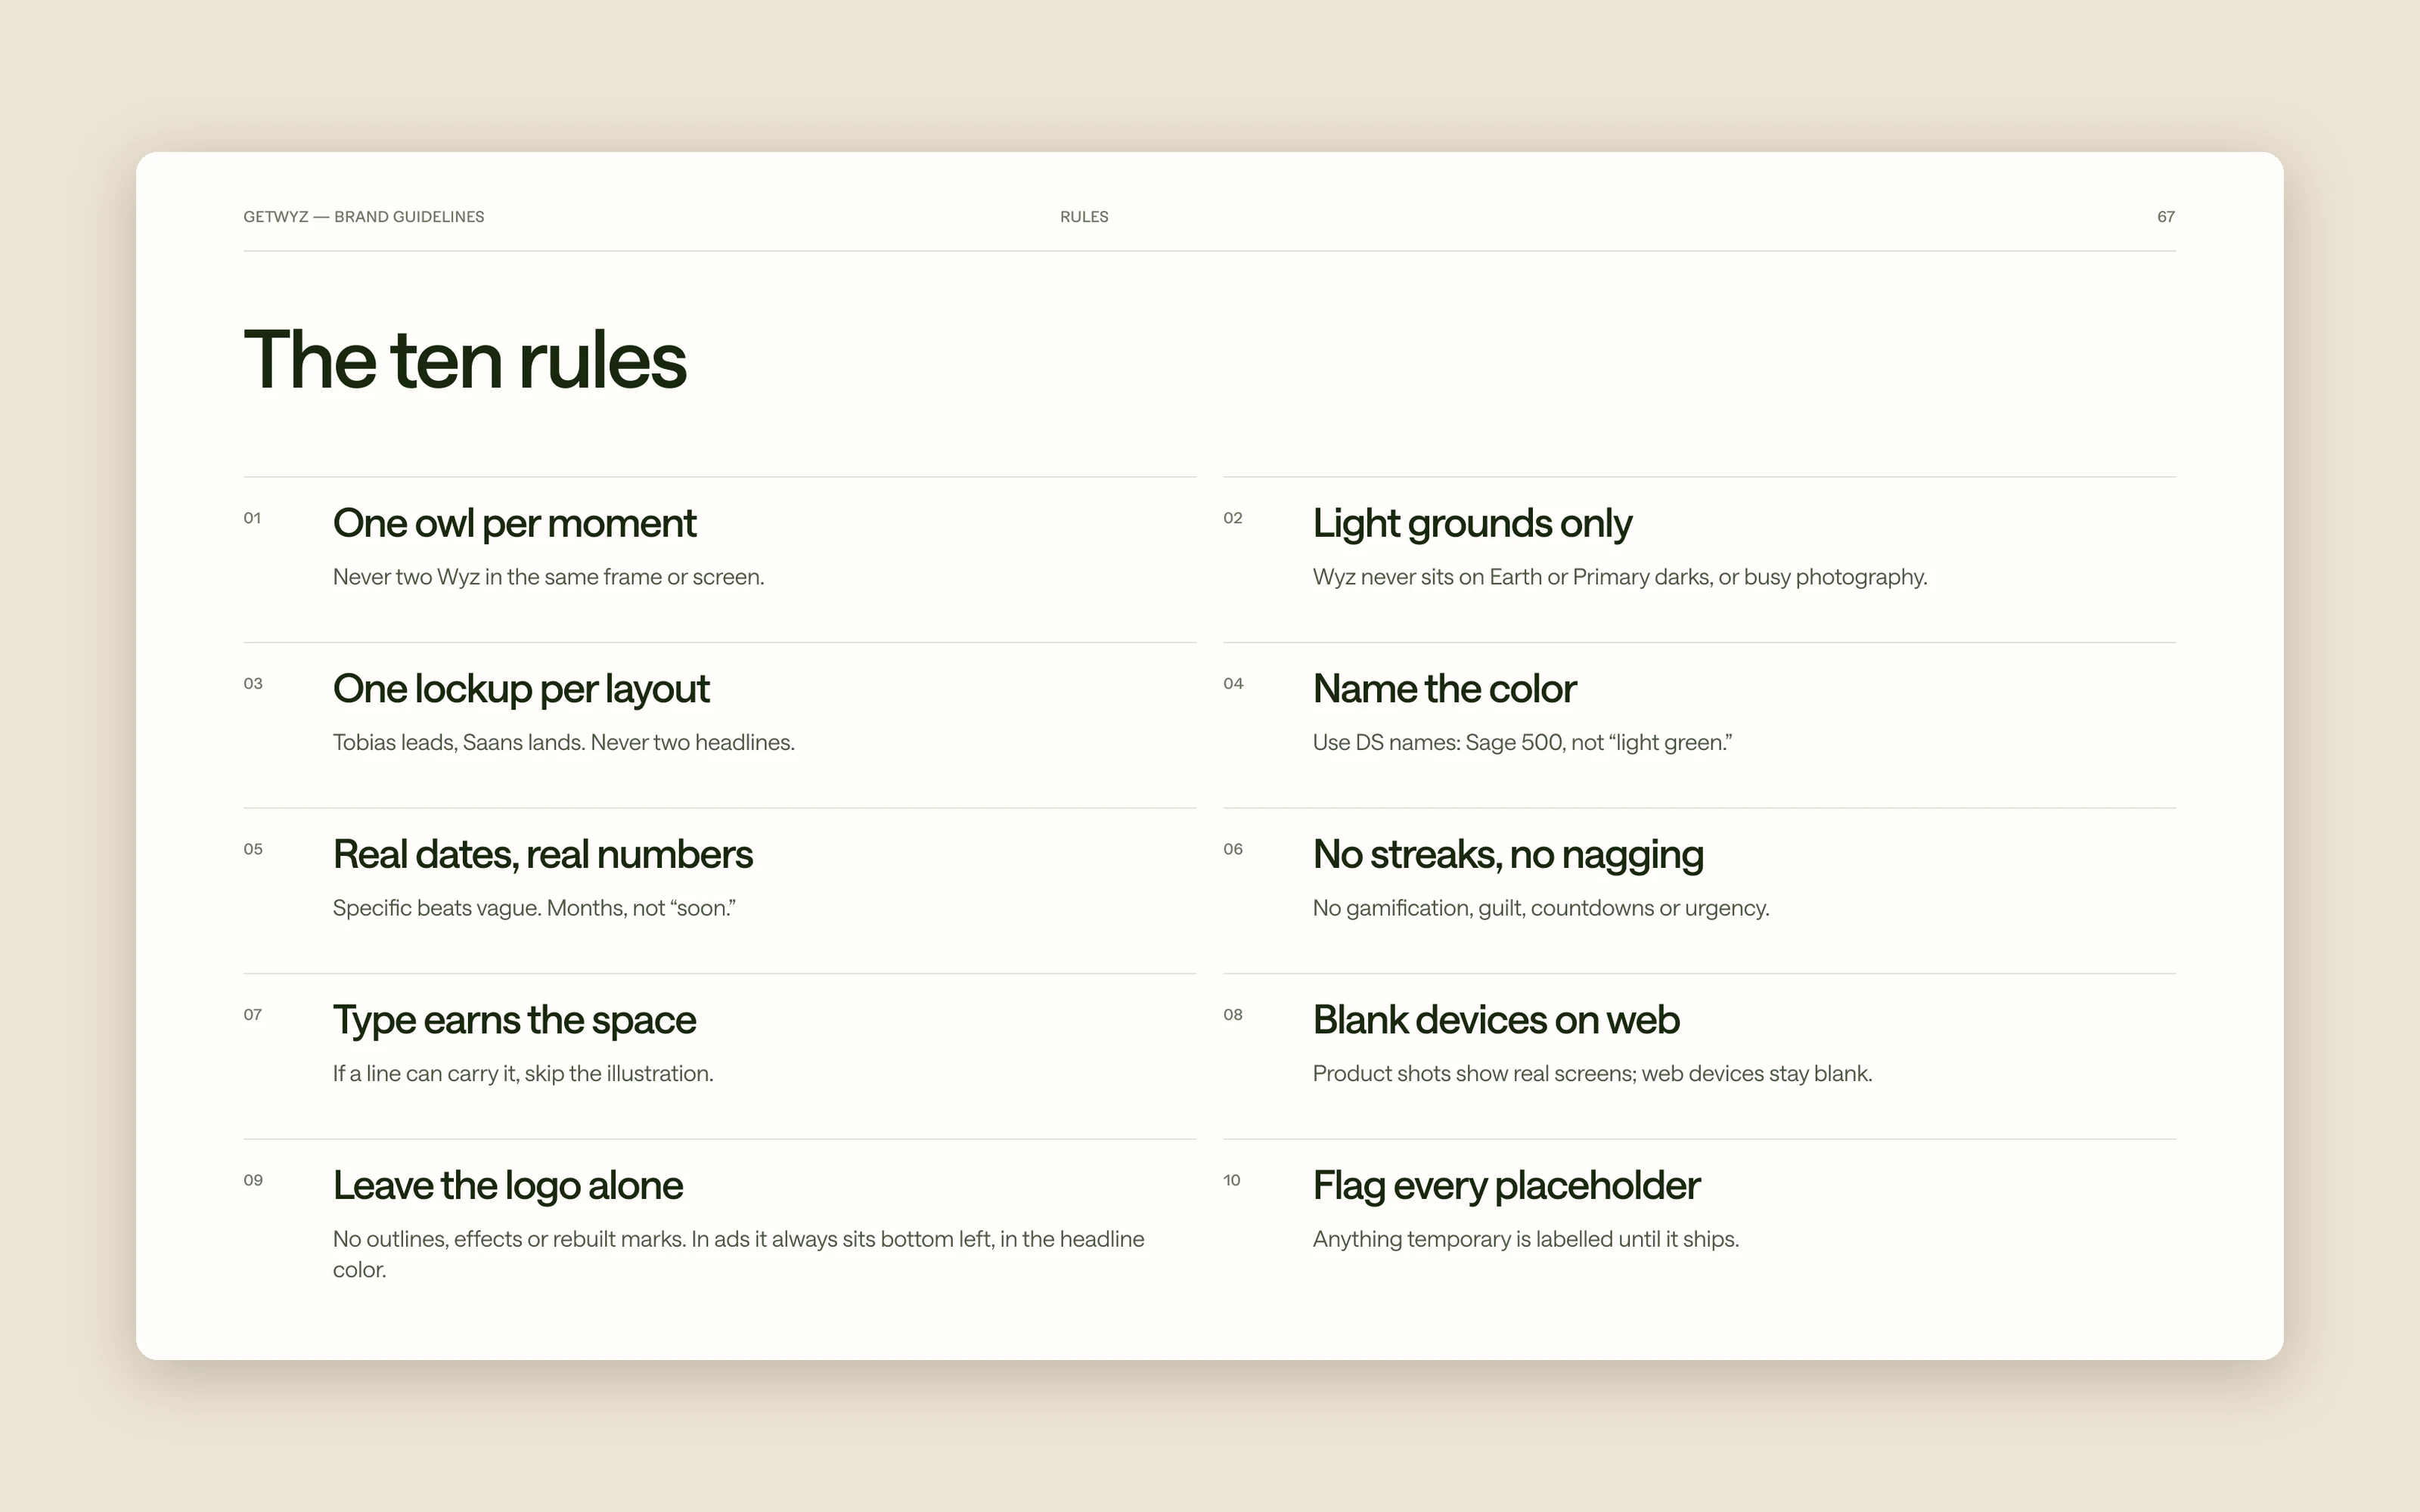 GETWYZ — BRAND GUIDELINES
RULES
67
The ten rules
01
One owl per moment
Never two Wyz in the same frame or screen.
02
Light grounds only
Wyz never sits on Earth or Primary darks, or busy photography.
03
One lockup per layout
Tobias leads, Saans lands. Never two headlines.
04
Name the color
Use DS names: Sage 500, not “light green.”
05
Real dates, real numbers
Specific beats vague. Months, not “soon.”
06
No streaks, no nagging
No gamification, guilt, countdowns or urgency.
07
Type earns the space
If a line can carry it, skip the illustration.
08
Blank devices on web
Product shots show real screens; web devices stay blank.
09
Leave the logo alone
No outlines, effects or rebuilt marks. In ads it always sits bottom left, in the headline
color.
10
Flag every placeholder
Anything temporary is labelled until it ships.